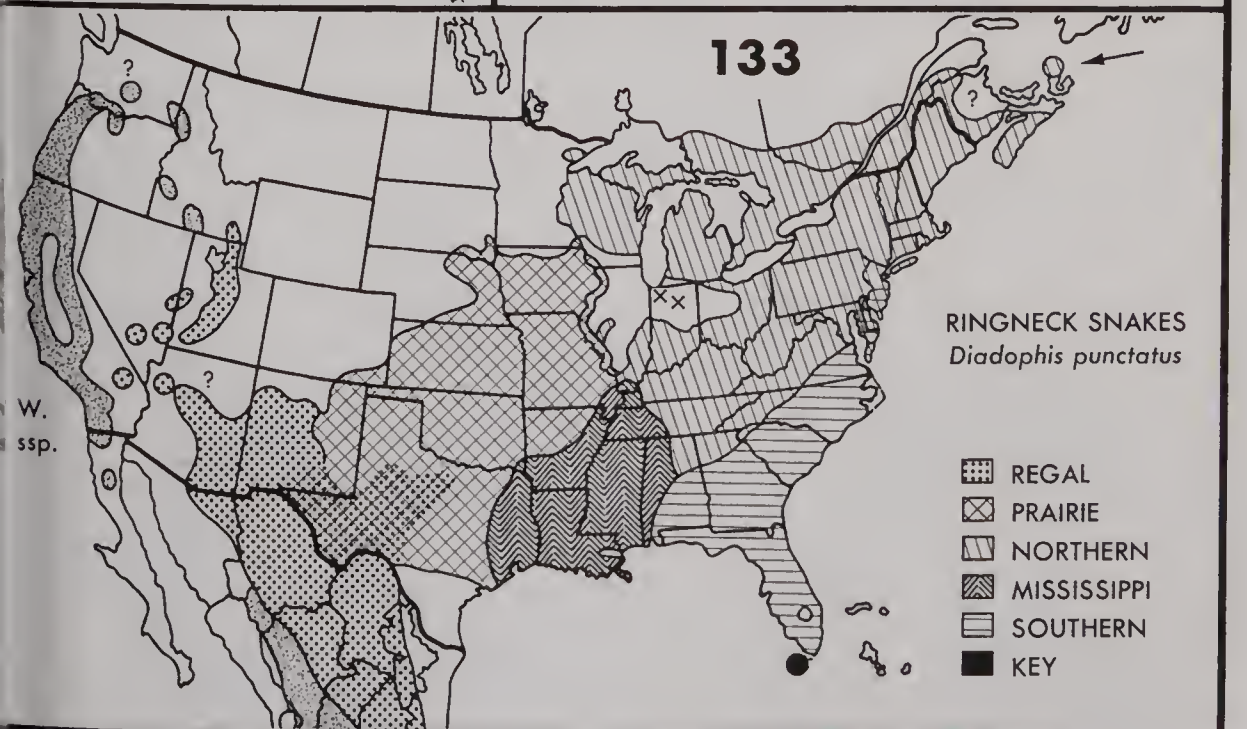 133
?
?
?
RINGNECK SNAKES
Diadophis punctatus
W.
ssp.
REGAL
PRAIRIE
NORTHERN
MISSISSIPPI
SOUTHERN
KEY